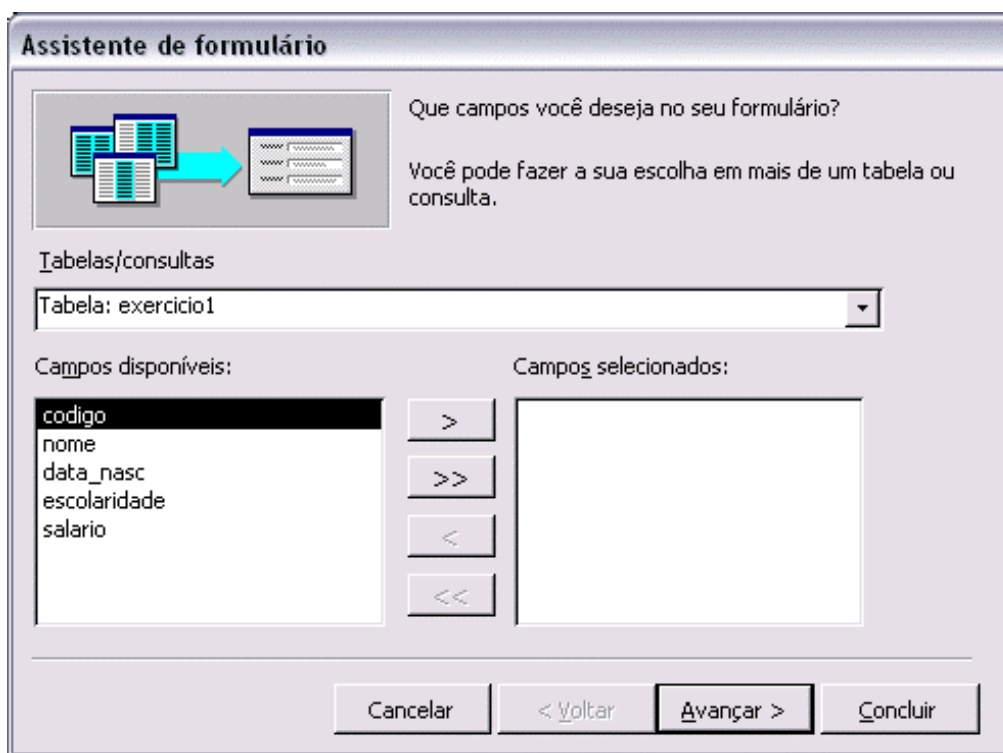 Assistente de formulário
Que campos você deseja no seu formulário?
Você pode fazer a sua escolha em mais de um tabela ou
consulta.
Tabelas/consultas
Tabela: exercicio1
Campos disponíveis:
Campos selecionados:
codigo
nome
data_nasc
escolaridade
salario
>
>>
<
<<
Cancelar
< Voltar
Avançar >
Concluir